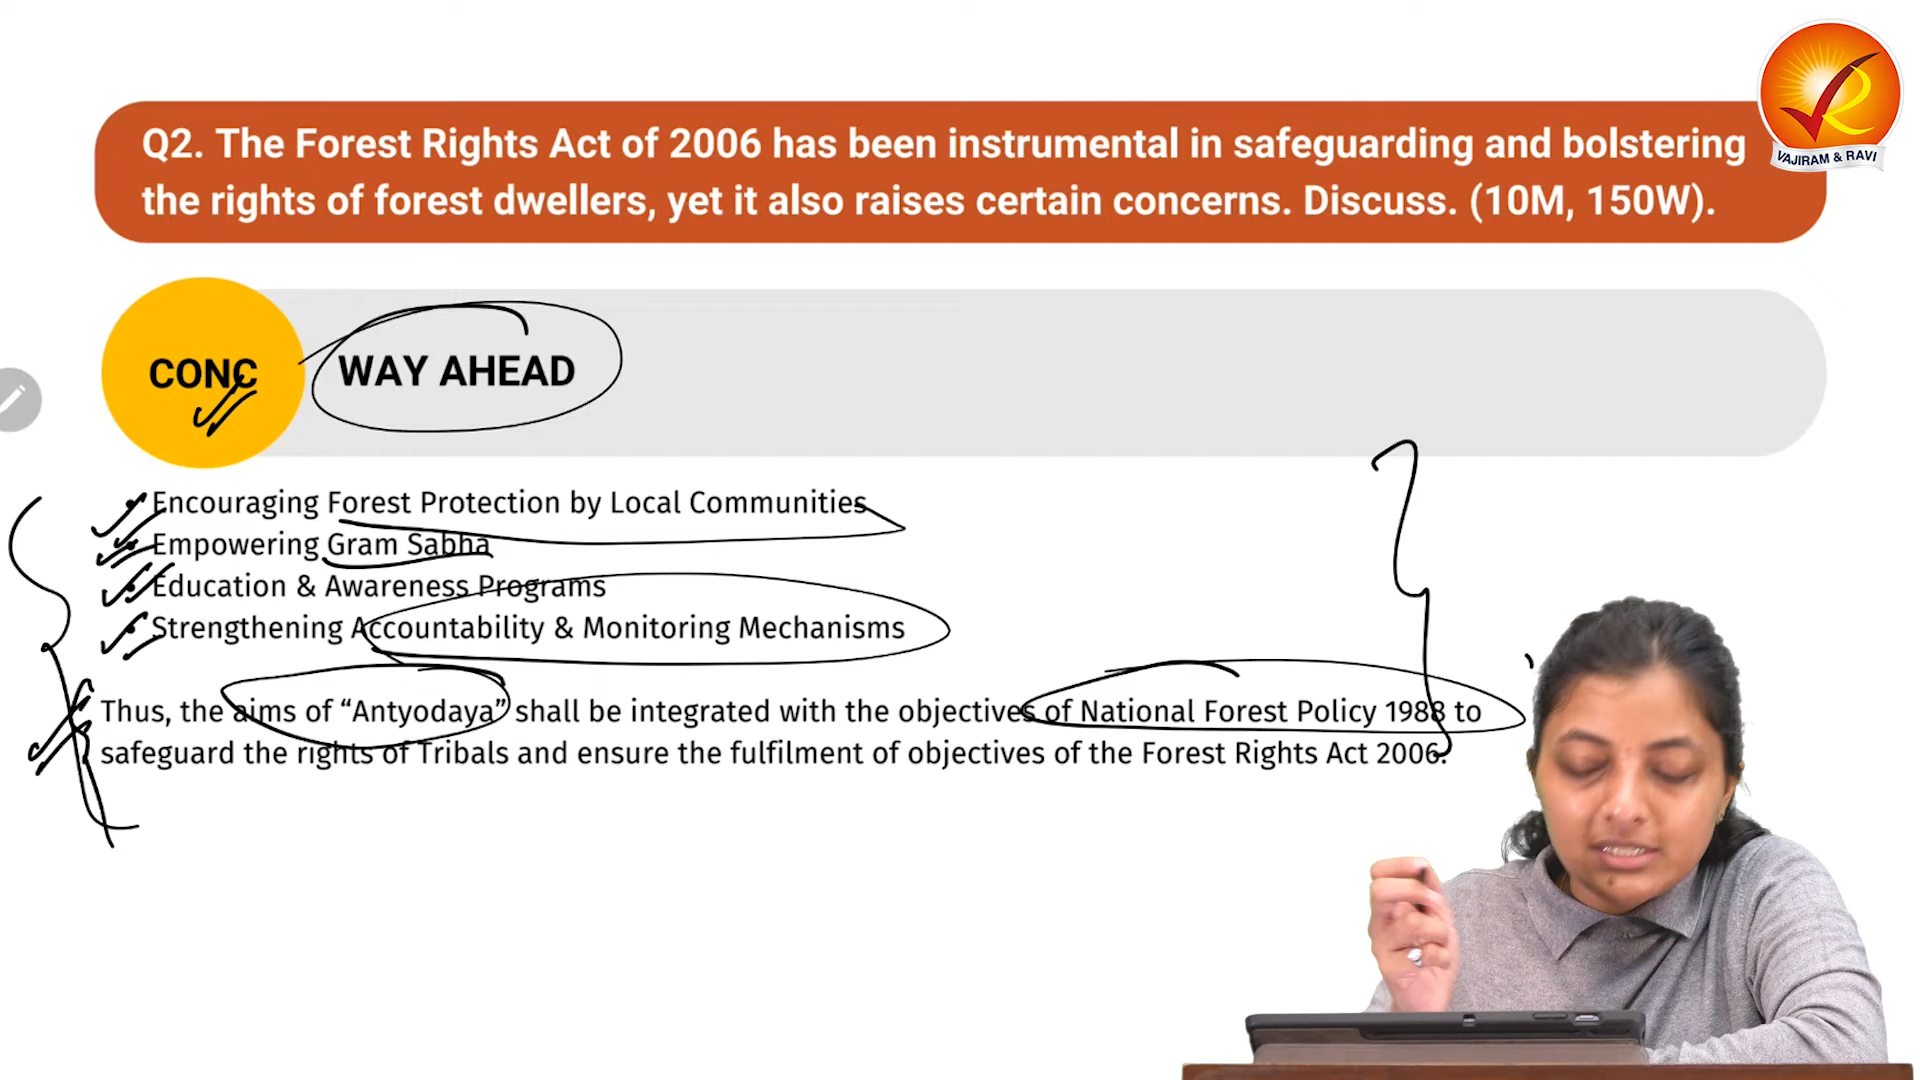 VAJIRAM & RAVI
Q2. The Forest Rights Act of 2006 has been instrumental in safeguarding and bolstering
the rights of forest dwellers, yet it also raises certain concerns. Discuss. (10M, 150W).
CONC
WAY AHEAD
• Encouraging Forest Protection by Local Communities
• Empowering Gram Sabha
• Education & Awareness Programs
• Strengthening Accountability & Monitoring Mechanisms
Thus, the aims of “Antyodaya” shall be integrated with the objectives of National Forest Policy 1988 to
safeguard the rights of Tribals and ensure the fulfilment of objectives of the Forest Rights Act 2006.